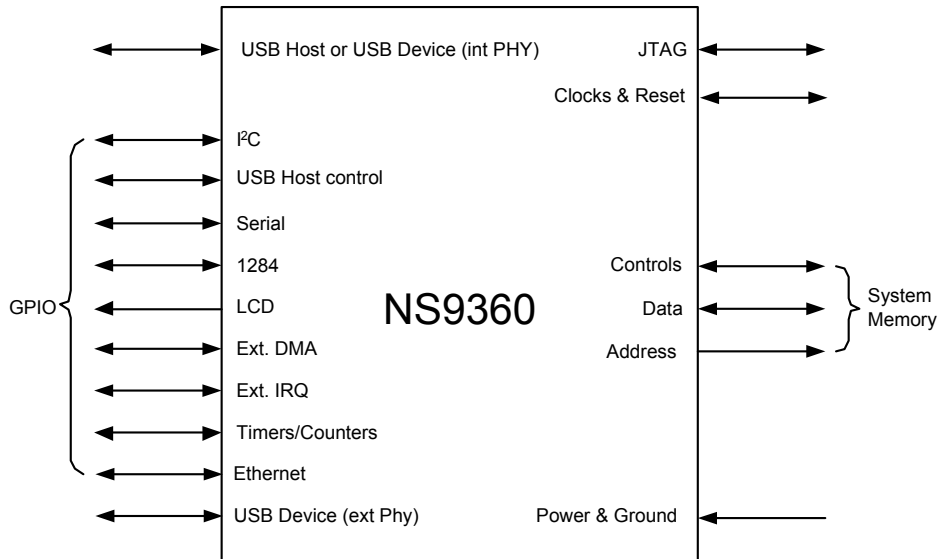 USB Host or USB Device (int PHY)
JTAG
Clocks & Reset
I²C
USB Host control
Serial
1284
Controls
GPIO
LCD
NS9360
Data
System
Memory
Ext. DMA
Address
Ext. IRQ
Timers/Counters
Ethernet
USB Device (ext Phy)
Power & Ground